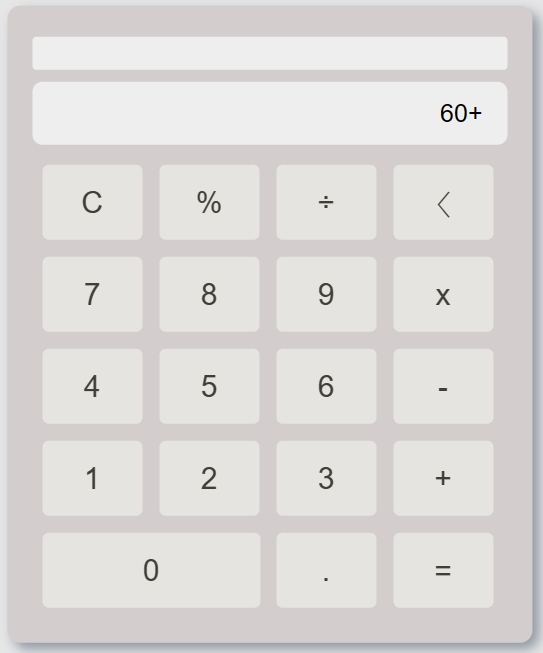 60+
C % ÷ 〈
7 8 9 x
4 5 6 -
1 2 3 +
0 . =